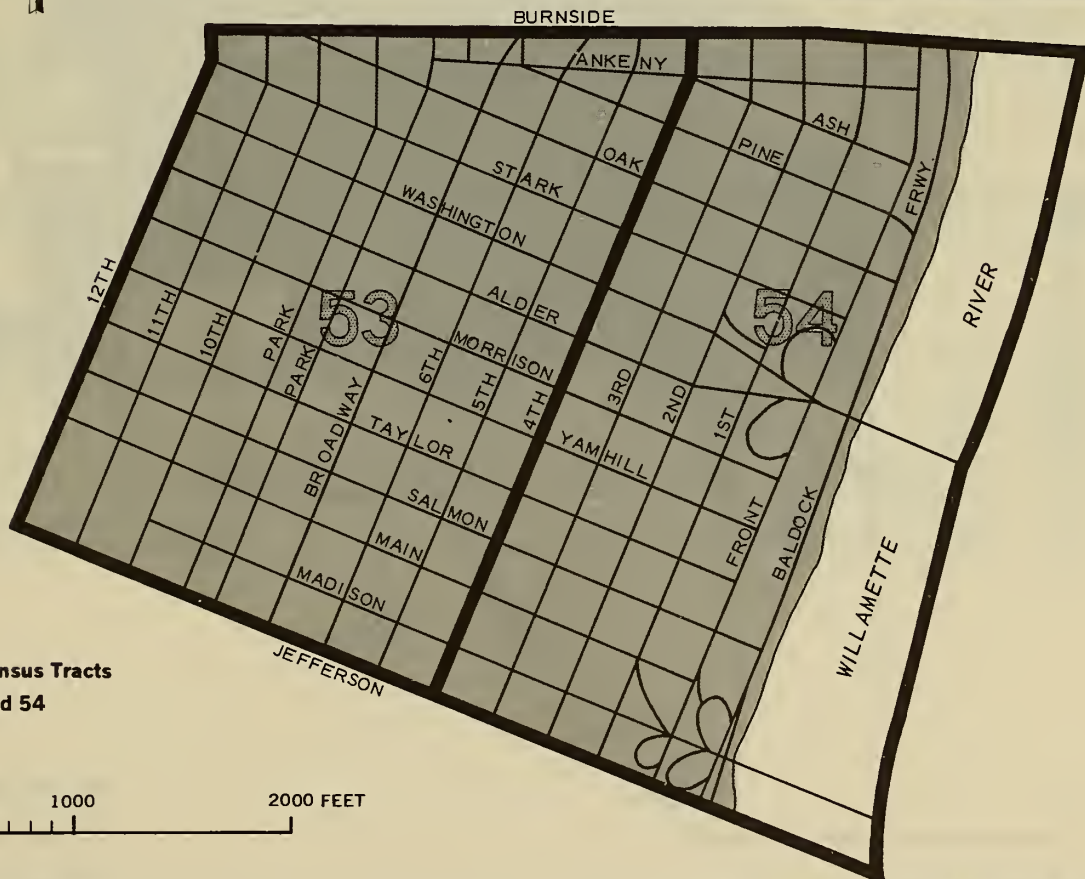 BURNSIDE
ANKENY
ASH
PINE
OAK
STARK
WASHINGTON
FRWY.
12TH
11TH
10TH
PARK
PARK
53
ALDER
54
RIVER
MORRISON
BROADWAY
6TH
5TH
4TH
3RD
2ND
1ST
TAYLOR
YAMHILL
SALMON
MAIN
MADISON
FRONT
BALDOCK
WILLAMETTE
JEFFERSON
nsus Tracts
d 54
1000 2000 FEET